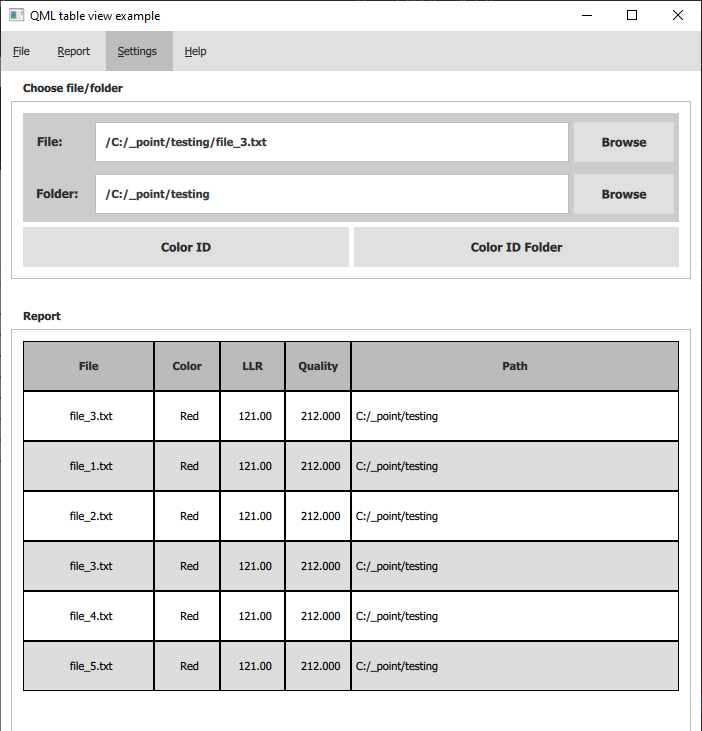 QML table view example
File Report Settings Help
Choose file/folder
File: /C:/_point/testing/file_3.txt Browse
Folder: /C:/_point/testing Browse
Color ID Color ID Folder
Report
File Color LLR Quality Path
file_3.txt Red 121.00 212.000 C:/_point/testing
file_1.txt Red 121.00 212.000 C:/_point/testing
file_2.txt Red 121.00 212.000 C:/_point/testing
file_3.txt Red 121.00 212.000 C:/_point/testing
file_4.txt Red 121.00 212.000 C:/_point/testing
file_5.txt Red 121.00 212.000 C:/_point/testing